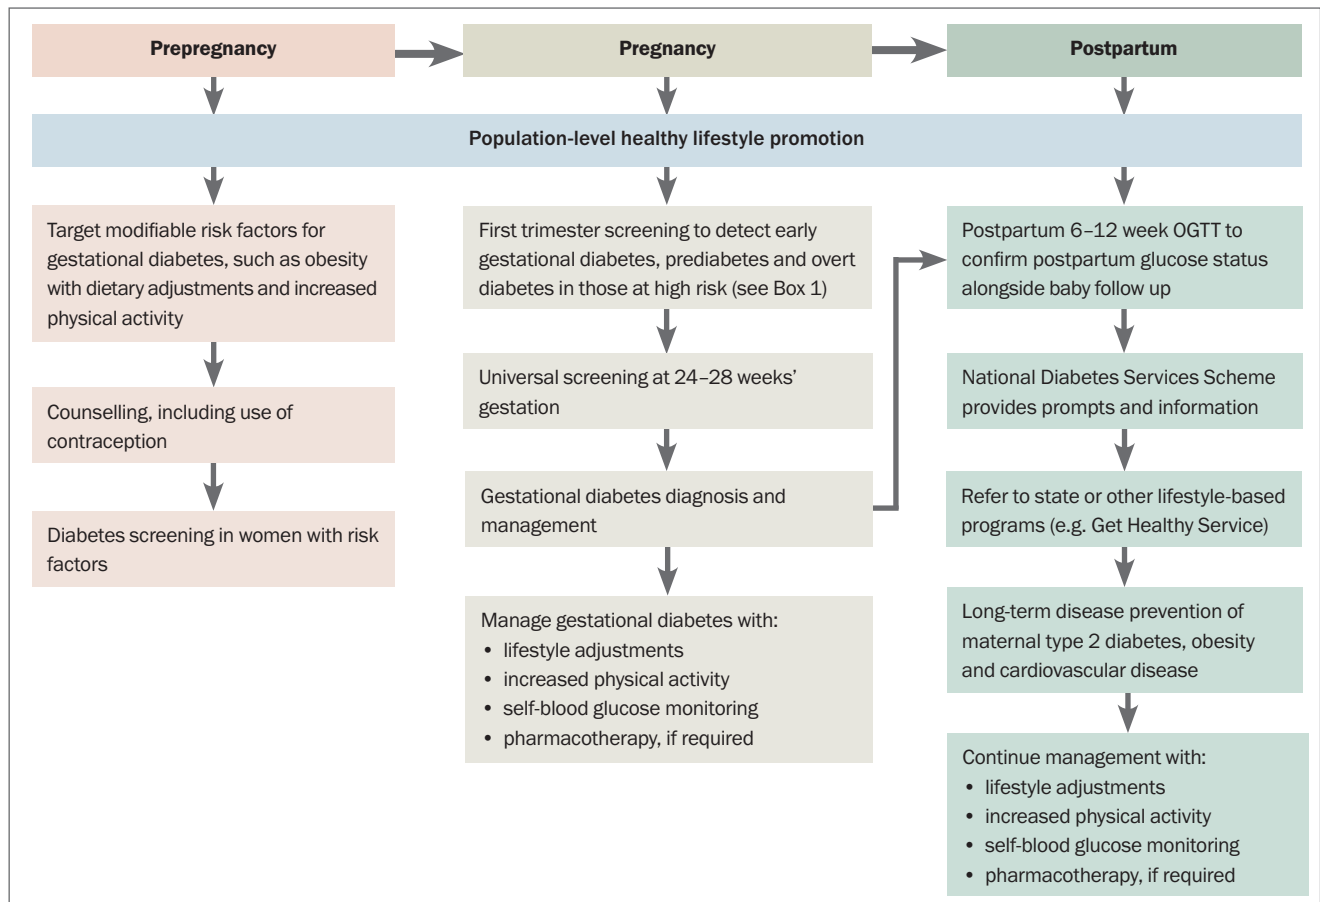 Prepregnancy
Pregnancy
Postpartum
Population-level healthy lifestyle promotion
Target modifiable risk factors for
gestational diabetes, such as obesity
with dietary adjustments and increased
physical activity
Counselling, including use of
contraception
Diabetes screening in women with risk
factors
First trimester screening to detect early
gestational diabetes, prediabetes and overt
diabetes in those at high risk (see Box 1)
Universal screening at 24–28 weeks’
gestation
Gestational diabetes diagnosis and
management
Manage gestational diabetes with:
• lifestyle adjustments
• increased physical activity
• self-blood glucose monitoring
• pharmacotherapy, if required
Postpartum 6–12 week OGTT to
confirm postpartum glucose status
alongside baby follow up
National Diabetes Services Scheme
provides prompts and information
Refer to state or other lifestyle-based
programs (e.g. Get Healthy Service)
Long-term disease prevention of
maternal type 2 diabetes, obesity
and cardiovascular disease
Continue management with:
• lifestyle adjustments
• increased physical activity
• self-blood glucose monitoring
• pharmacotherapy, if required